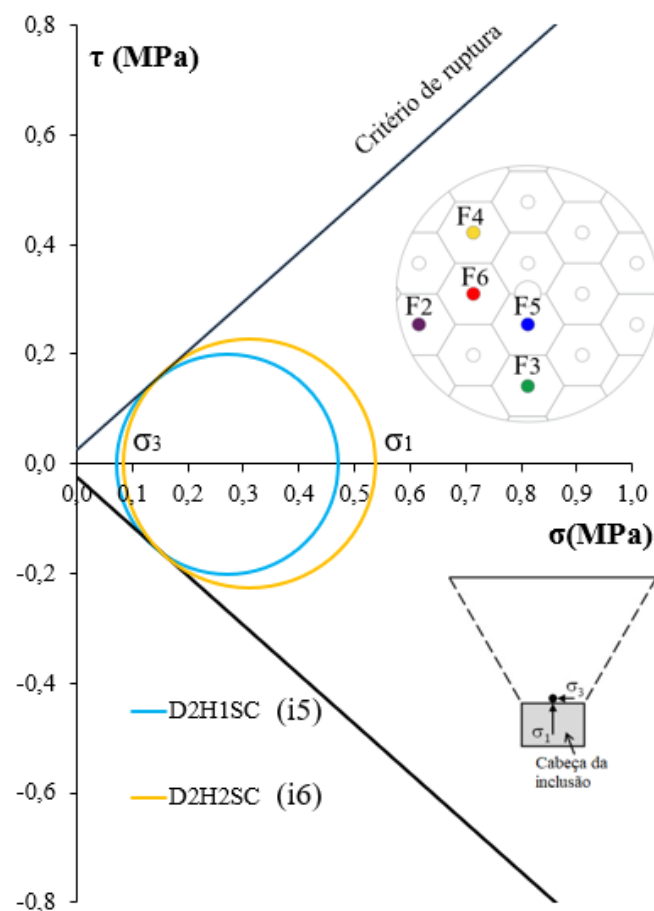 0,8
τ (MPa)
Critério de ruptura
0,6
0,4
F4
F6
F2
F5
F3
0,2
σ3
σ1
0,0
0,0 0,1 0,2 0,3 0,4 0,5 0,6 0,7 0,8 0,9 1,0
σ(MPa)
-0,2
-0,4
σ3
σ1
D2H1SC (i5)
Cabeça da
inclusão
-0,6
D2H2SC (i6)
-0,8